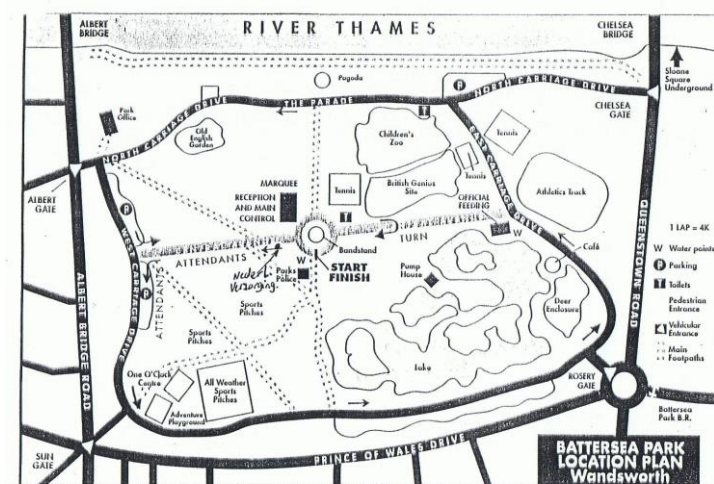 ALBERT
BRIDGE
RIVER THAMES
CHELSEA
BRIDGE
Sloane
Square
Underground
Pagoda
P
NORTH CARRIAGE DRIVE
CHELSEA
GATE
Park
Office
NORTH CARRIAGE DRIVE
THE PARADE
T
Old
English
Garden
Children's
Zoo
Tennis
EAST CARRIAGE DRIVE
Tennis
British Genius
Site
Athletics Track
ALBERT
GATE
P
MARQUEE
RECEPTION
AND MAIN
CONTROL
Tennis
T
OFFICIAL
FEEDING
W
QUEENSTOWN ROAD
1 LAP = 4K
W Water points
P Parking
T Toilets
Pedestrian
Entrance
Vehicular
Entrance
Main
Footpaths
WEST CARRIAGE DRIVE
ATTENDANTS
TURN
Bandstand
W
START
FINISH
Parks
Police
Café
Pump
House
Deer
Enclosure
P
ATTENDANTS
Sports
Pitches
Sports
Pitches
ALBERT BRIDGE ROAD
Lake
One O'Clock
Centre
All Weather
Sports
Pitches
Adventure
Playground
ROSERY
GATE
Battersea
Park B.R.
SUN
GATE
PRINCE OF WALES DRIVE
BATTERSEA PARK
LOCATION PLAN
Wandsworth